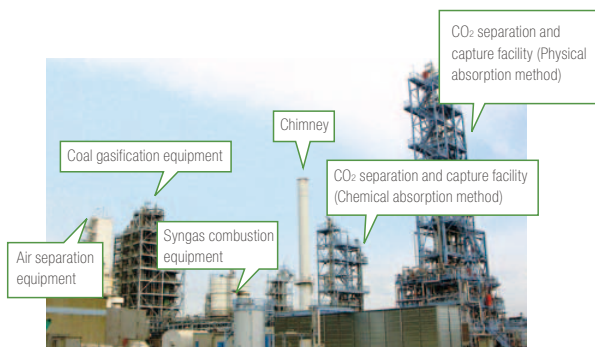 CO₂ separation and
capture facility (Physical
absorption method)
Chimney
Coal gasification equipment
CO₂ separation and capture facility
(Chemical absorption method)
Syngas combustion
equipment
Air separation
equipment